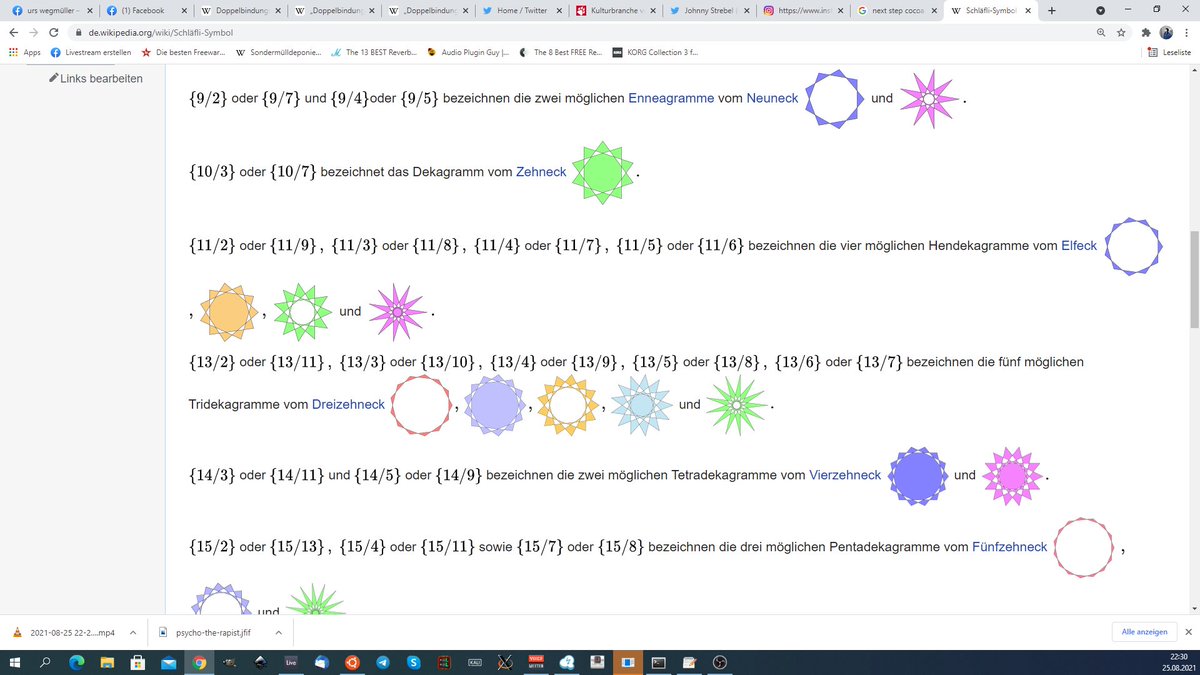 urs wegmüller –
(1) Facebook
Doppelbindung
„Doppelbindung
„Doppelbindung
Home / Twitter
Kulturbranche v
Johnny Strebel
https://www.ins
next step cocoa
Schläfli-Symbol
de.wikipedia.org/wiki/Schläfli-Symbol
Apps
Livestream erstellen
Die besten Freewar...
Sondermülldeponie...
The 13 BEST Reverb...
Audio Plugin Guy |...
The 8 Best FREE Re...
KORG Collection 3 f...
Leseliste
Links bearbeiten
{9/2} oder {9/7} und {9/4}oder {9/5} bezeichnen die zwei möglichen Enneagramme vom Neuneck und .
{10/3} oder {10/7} bezeichnet das Dekagramm vom Zehneck .
{11/2} oder {11/9} , {11/3} oder {11/8} , {11/4} oder {11/7} , {11/5} oder {11/6} bezeichnen die vier möglichen Hendekagramme vom Elfeck
, , und .
{13/2} oder {13/11} , {13/3} oder {13/10} , {13/4} oder {13/9} , {13/5} oder {13/8} , {13/6} oder {13/7} bezeichnen die fünf möglichen
Tridekagramme vom Dreizehneck , , , und .
{14/3} oder {14/11} und {14/5} oder {14/9} bezeichnen die zwei möglichen Tetradekagramme vom Vierzehneck und .
{15/2} oder {15/13} , {15/4} oder {15/11} sowie {15/7} oder {15/8} bezeichnen die drei möglichen Pentadekagramme vom Fünfzehneck ,
und
2021-08-25 22-2....mp4
psycho-the-rapist.jfif
Alle anzeigen
Live
22:30
25.08.2021